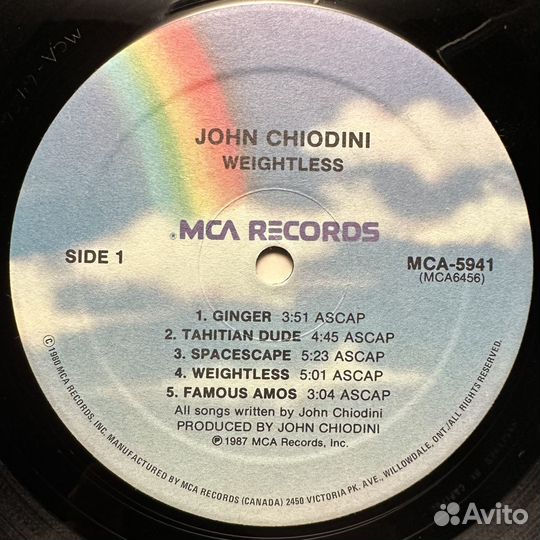 JOHN CHIODINI
WEIGHTLESS
MCA RECORDS
SIDE 1
MCA-5941
(MCA6456)
1. GINGER 3:51 ASCAP
2. TAHITIAN DUDE 4:45 ASCAP
3. SPACESCAPE 5:23 ASCAP
4. WEIGHTLESS 5:01 ASCAP
5. FAMOUS AMOS 3:04 ASCAP
All songs written by John Chiodini
PRODUCED BY JOHN CHIODINI
Ⓟ1987 MCA Records, Inc.
©1980 MCA RECORDS, INC. MANUFACTURED BY MCA RECORDS (CANADA) 2450 VICTORIA PK. AVE., WILLOWDALE, ONT./ALL RIGHTS RESERVED.
Avito